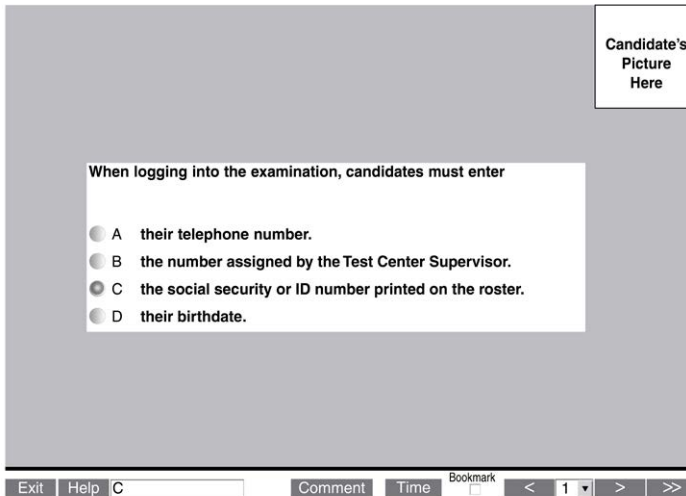 Candidate's
Picture
Here
When logging into the examination, candidates must enter
A their telephone number.
B the number assigned by the Test Center Supervisor.
C the social security or ID number printed on the roster.
D their birthdate.
Bookmark
Exit Help C Comment Time < 1 > >>